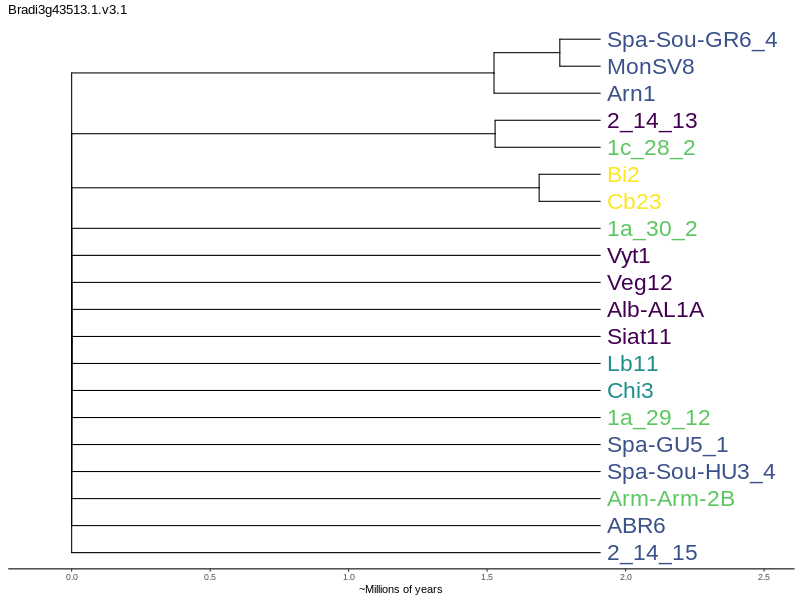 Bradi3g43513.1.v3.1
Spa-Sou-GR6_4
MonSV8
Arn1
2_14_13
1c_28_2
Bi2
Cb23
1a_30_2
Vyt1
Veg12
Alb-AL1A
Siat11
Lb11
Chi3
1a_29_12
Spa-GU5_1
Spa-Sou-HU3_4
Arm-Arm-2B
ABR6
2_14_15
0.0 0.5 1.0 1.5 2.0 2.5
~Millions of years